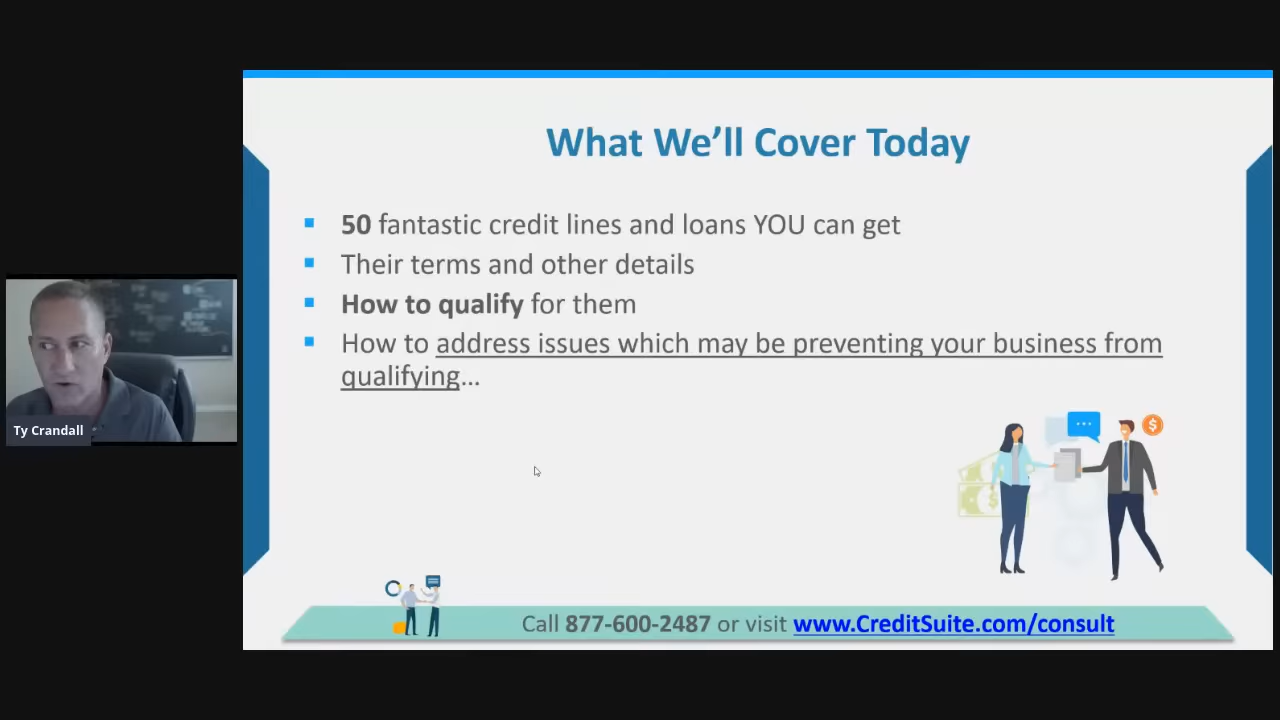 What We’ll Cover Today
50 fantastic credit lines and loans YOU can get
Their terms and other details
How to qualify for them
How to address issues which may be preventing your business from
qualifying...
Ty Crandall
Call 877-600-2487 or visit www.CreditSuite.com/consult